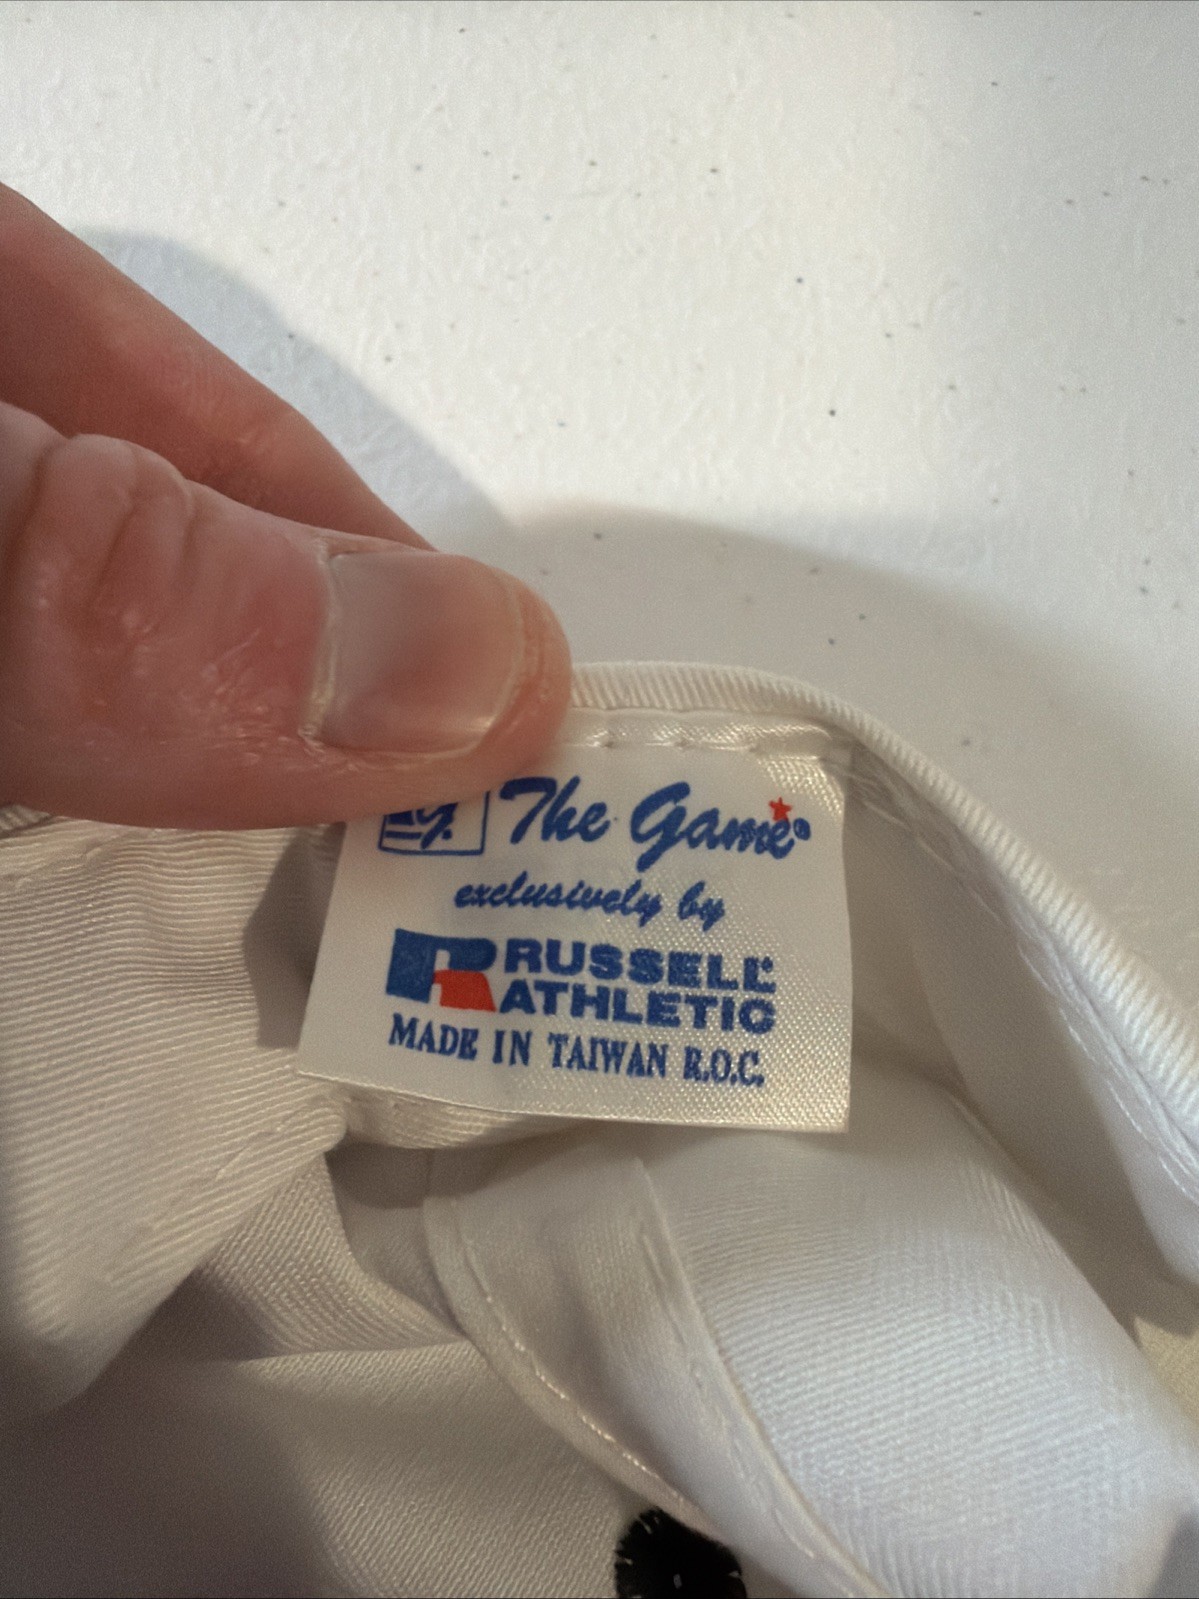 g. The Game®
exclusively by
R RUSSELL
ATHLETIC
MADE IN TAIWAN R.O.C.